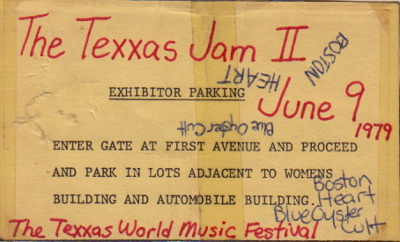 The Texxas Jam II
BOSTON
HEART
EXHIBITOR PARKING
June 9
1979
Blue Oyster Cult
ENTER GATE AT FIRST AVENUE AND PROCEED
AND PARK IN LOTS ADJACENT TO WOMENS
BUILDING AND AUTOMOBILE BUILDING.
Boston
Heart
Blue Oyster
Cult
The Texxas World Music Festival